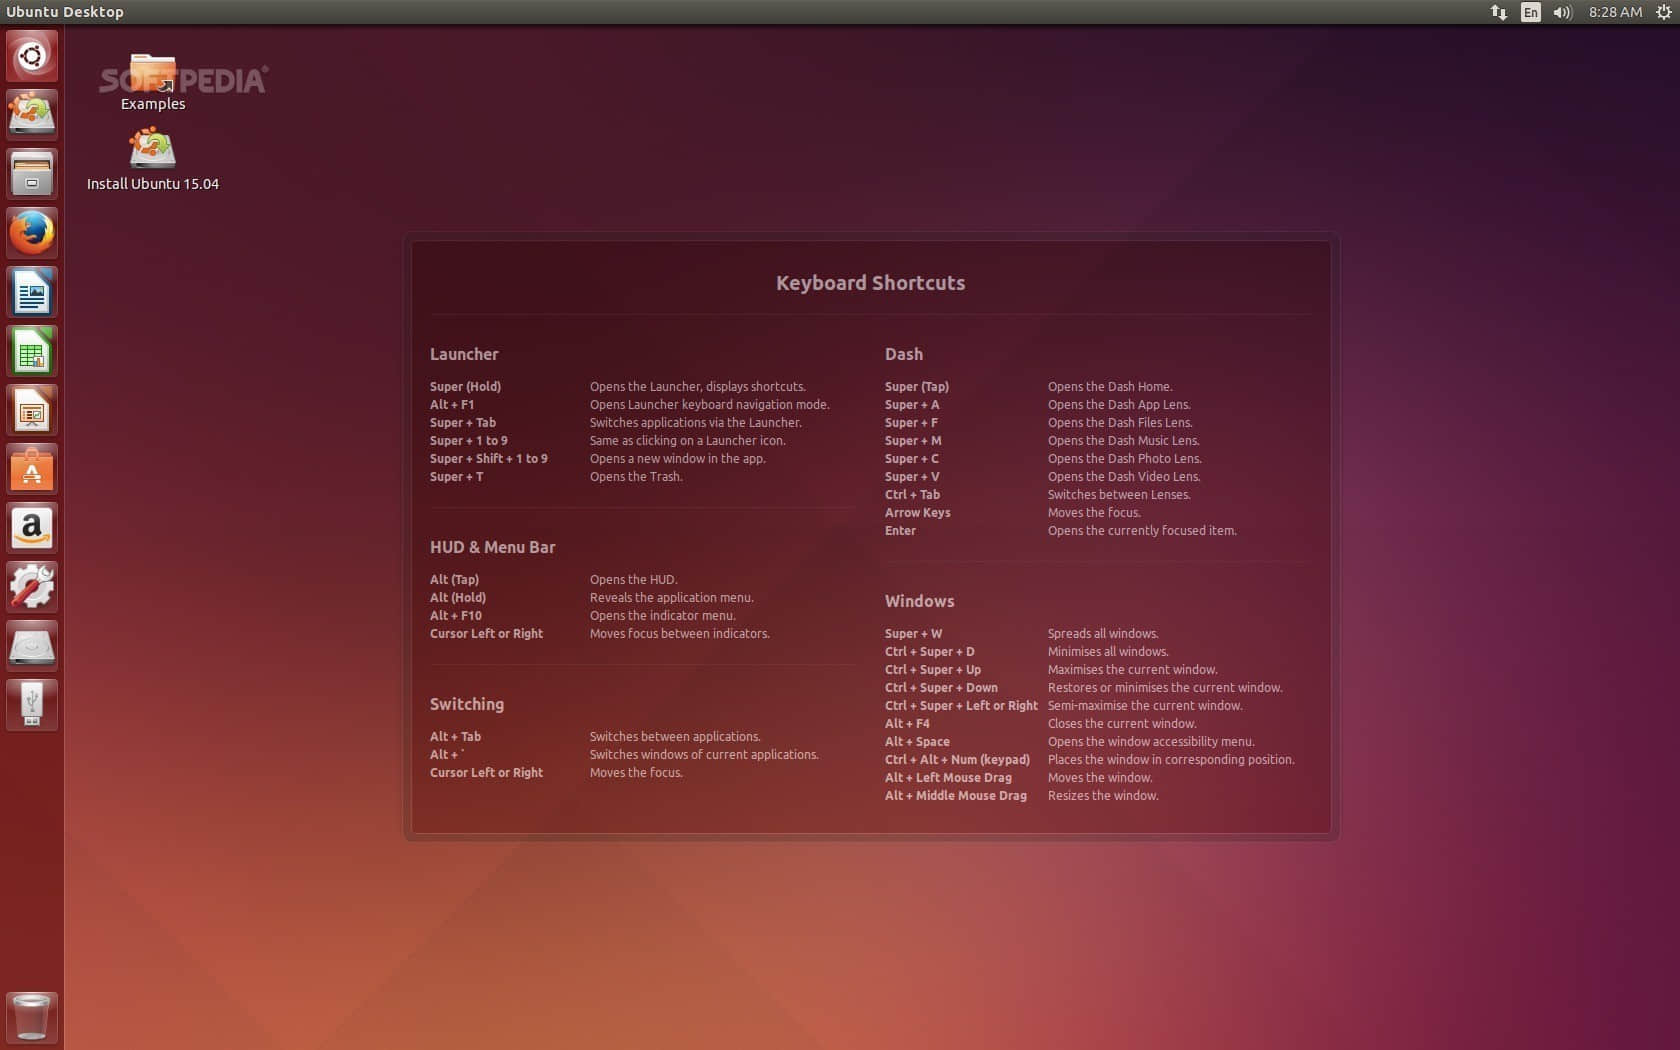 Ubuntu Desktop
En
8:28 AM
SOFTPEDIA
Examples
Install Ubuntu 15.04
Keyboard Shortcuts
Launcher
Super (Hold) Opens the Launcher, displays shortcuts.
Alt + F1 Opens Launcher keyboard navigation mode.
Super + Tab Switches applications via the Launcher.
Super + 1 to 9 Same as clicking on a Launcher icon.
Super + Shift + 1 to 9 Opens a new window in the app.
Super + T Opens the Trash.
HUD & Menu Bar
Alt (Tap) Opens the HUD.
Alt (Hold) Reveals the application menu.
Alt + F10 Opens the indicator menu.
Cursor Left or Right Moves focus between indicators.
Switching
Alt + Tab Switches between applications.
Alt + ` Switches windows of current applications.
Cursor Left or Right Moves the focus.
Dash
Super (Tap) Opens the Dash Home.
Super + A Opens the Dash App Lens.
Super + F Opens the Dash Files Lens.
Super + M Opens the Dash Music Lens.
Super + C Opens the Dash Photo Lens.
Super + V Opens the Dash Video Lens.
Ctrl + Tab Switches between Lenses.
Arrow Keys Moves the focus.
Enter Opens the currently focused item.
Windows
Super + W Spreads all windows.
Ctrl + Super + D Minimises all windows.
Ctrl + Super + Up Maximises the current window.
Ctrl + Super + Down Restores or minimises the current window.
Ctrl + Super + Left or Right Semi-maximise the current window.
Alt + F4 Closes the current window.
Alt + Space Opens the window accessibility menu.
Ctrl + Alt + Num (keypad) Places the window in corresponding position.
Alt + Left Mouse Drag Moves the window.
Alt + Middle Mouse Drag Resizes the window.